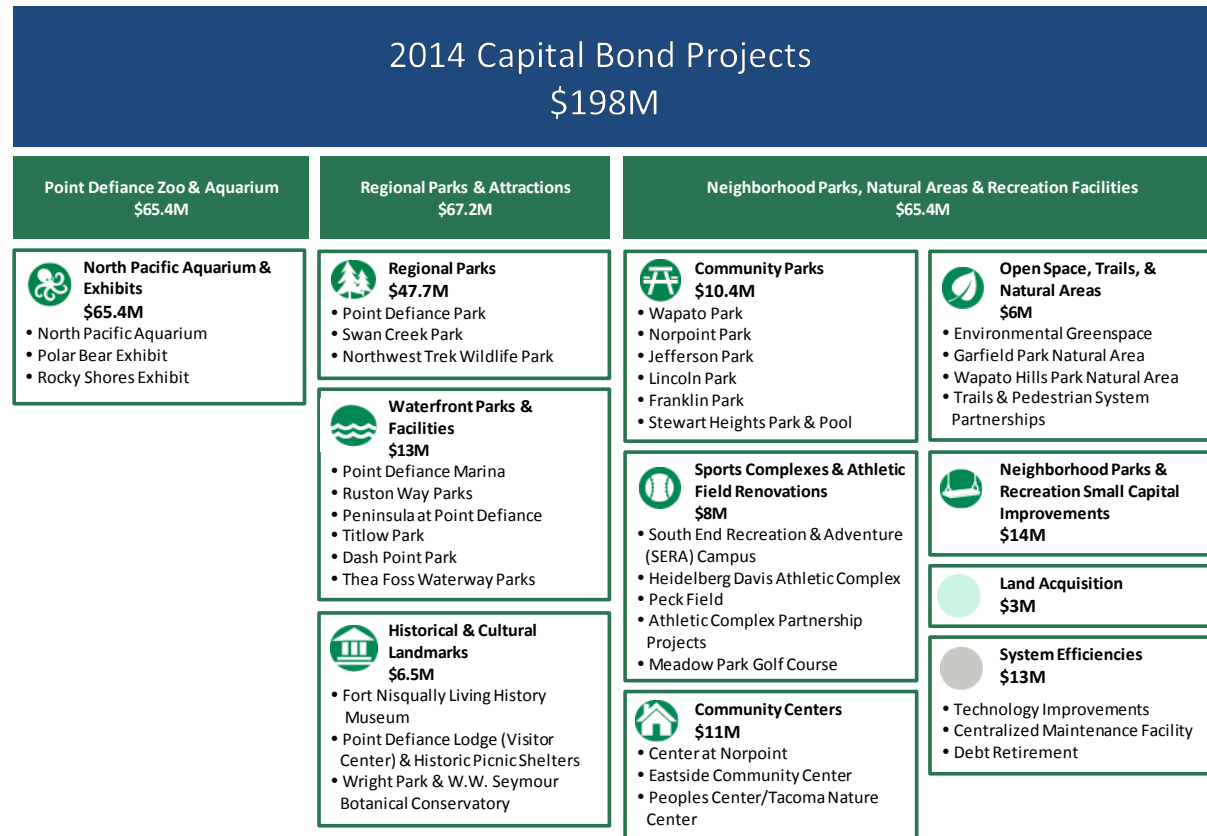 2014 Capital Bond Projects
$198M
Point Defiance Zoo & Aquarium
$65.4M
Regional Parks & Attractions
$67.2M
Neighborhood Parks, Natural Areas & Recreation Facilities
$65.4M
North Pacific Aquarium &
Exhibits
$65.4M
• North Pacific Aquarium
• Polar Bear Exhibit
• Rocky Shores Exhibit
Regional Parks
$47.7M
• Point Defiance Park
• Swan Creek Park
• Northwest Trek Wildlife Park
Waterfront Parks &
Facilities
$13M
• Point Defiance Marina
• Ruston Way Parks
• Peninsula at Point Defiance
• Titlow Park
• Dash Point Park
• Thea Foss Waterway Parks
Historical & Cultural
Landmarks
$6.5M
• Fort Nisqually Living History
Museum
• Point Defiance Lodge (Visitor
Center) & Historic Picnic Shelters
• Wright Park & W.W. Seymour
Botanical Conservatory
Community Parks
$10.4M
• Wapato Park
• Norpoint Park
• Jefferson Park
• Lincoln Park
• Franklin Park
• Stewart Heights Park & Pool
Sports Complexes & Athletic
Field Renovations
$8M
• South End Recreation & Adventure
(SERA) Campus
• Heidelberg Davis Athletic Complex
• Peck Field
• Athletic Complex Partnership
Projects
• Meadow Park Golf Course
Community Centers
$11M
• Center at Norpoint
• Eastside Community Center
• Peoples Center/Tacoma Nature
Center
Open Space, Trails, &
Natural Areas
$6M
• Environmental Greenspace
• Garfield Park Natural Area
• Wapato Hills Park Natural Area
• Trails & Pedestrian System
Partnerships
Neighborhood Parks &
Recreation Small Capital
Improvements
$14M
Land Acquisition
$3M
System Efficiencies
$13M
• Technology Improvements
• Centralized Maintenance Facility
• Debt Retirement